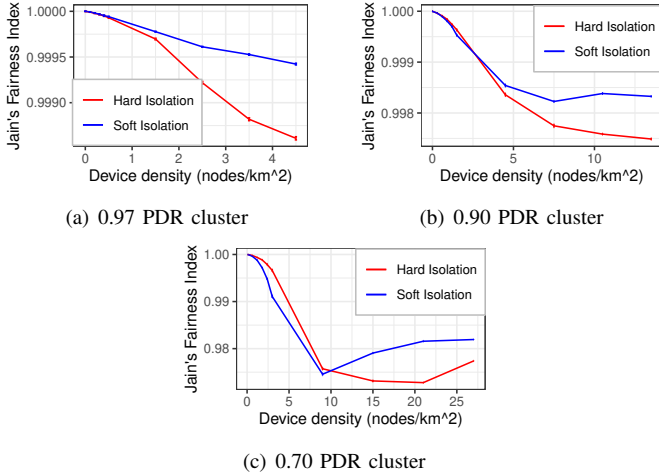 Jain's Fairness Index
1.0000
0.9995
0.9990
Hard Isolation
Soft Isolation
0 1 2 3 4
Device density (nodes/km^2)
(a) 0.97 PDR cluster
Jain's Fairness Index
1.000
0.999
0.998
Hard Isolation
Soft Isolation
0 5 10
Device density (nodes/km^2)
(b) 0.90 PDR cluster
Jain's Fairness Index
1.00
0.99
0.98
Hard Isolation
Soft Isolation
0 5 10 15 20 25
Device density (nodes/km^2)
(c) 0.70 PDR cluster